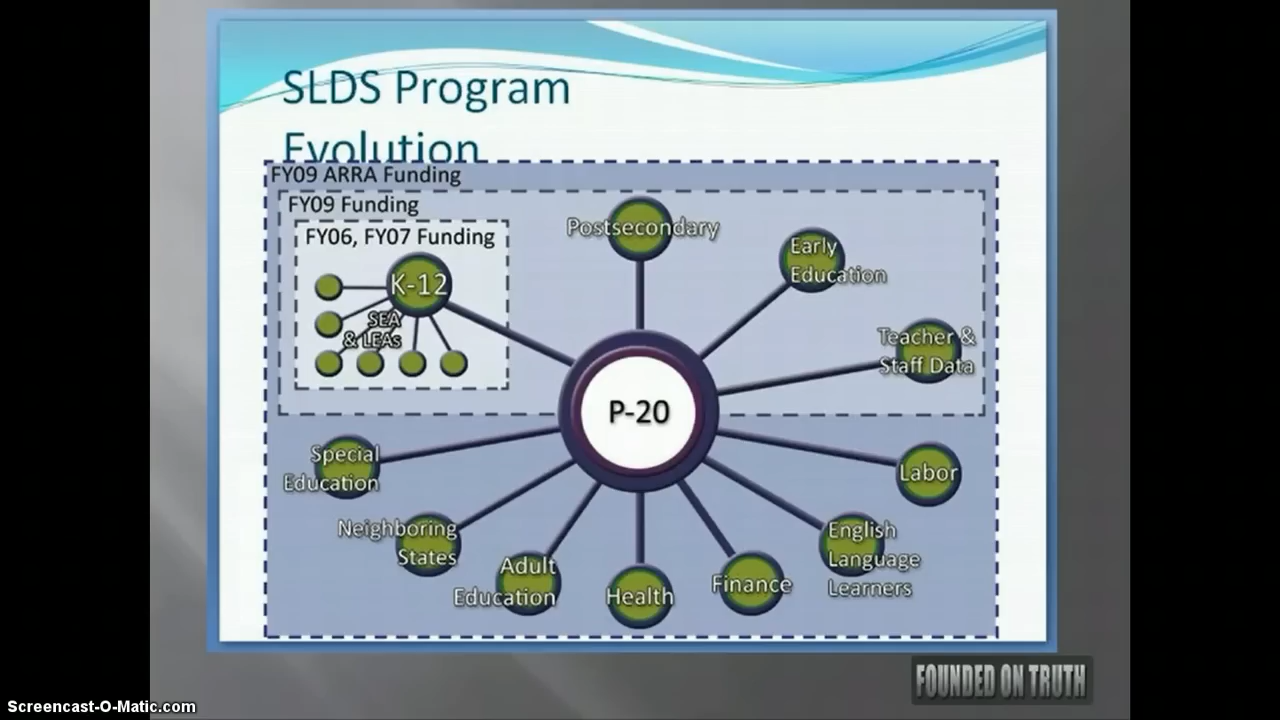 SLDS Program
Evolution
FY09 ARRA Funding
FY09 Funding
FY06, FY07 Funding
K-12
SEA
& LEAs
Postsecondary
Early
Education
Teacher &
Staff Data
P-20
Special
Education
Neighboring
States
Adult
Education
Health
Finance
English
Language
Learners
Labor
FOUNDED ON TRUTH
Screencast-O-Matic.com